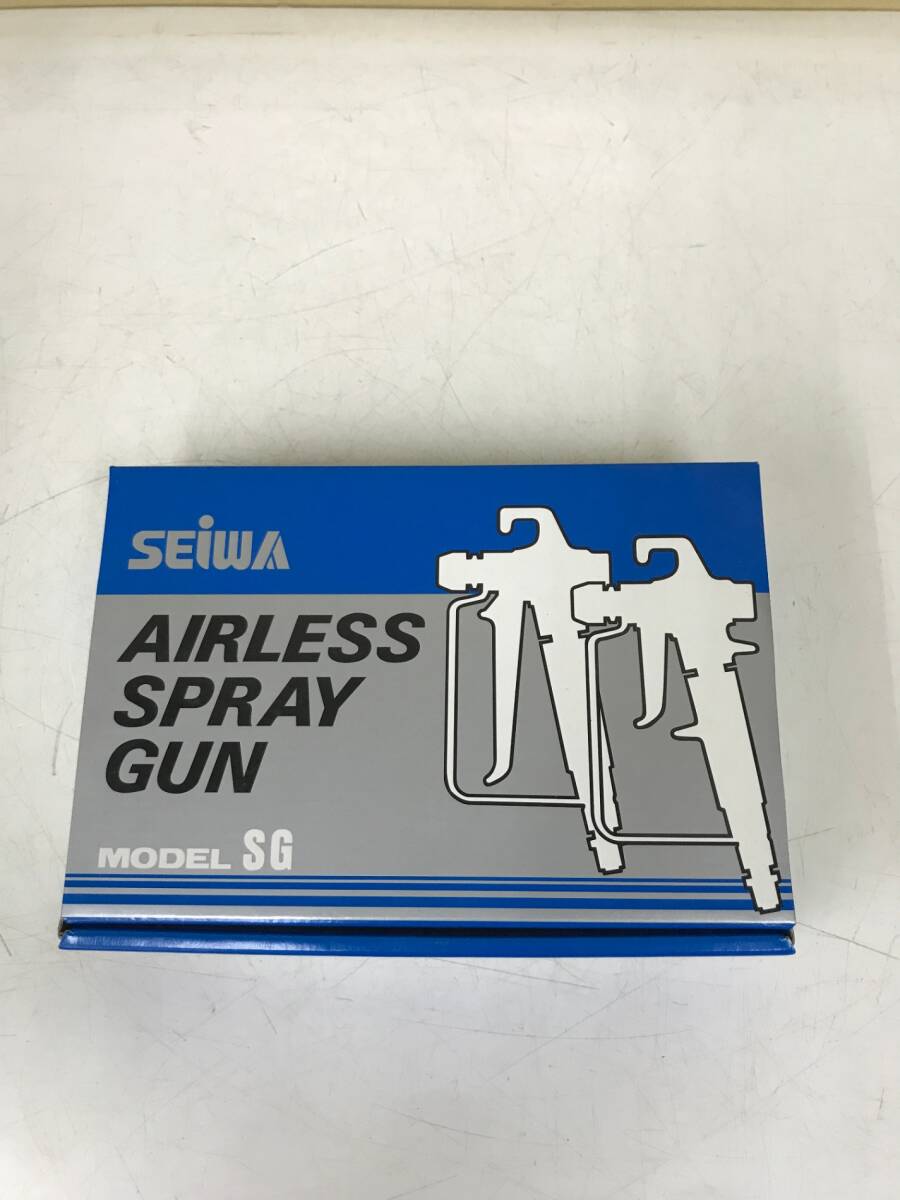 SEiWA
AIRLESS
SPRAY
GUN
MODEL SG